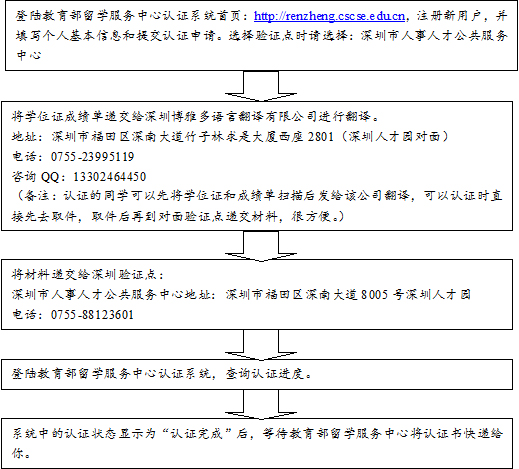 登陆教育部留学服务中心认证系统首页：http://renzheng.cscse.edu.cn，注册新用户，并
填写个人基本信息和提交认证申请。选择验证点时请选择：深圳市人事人才公共服务
中心
将学位证成绩单递交给深圳博雅多语言翻译有限公司进行翻译。
地址：深圳市福田区深南大道竹子林求是大厦西座 2801（深圳人才园对面）
电话：0755-23995119
咨询 QQ：13302464450
（备注：认证的同学可以先将学位证和成绩单扫描后发给该公司翻译，可以认证时直
接先去取件，取件后再到对面验证点递交材料，很方便。）
将材料递交给深圳验证点：
深圳市人事人才公共服务中心地址：深圳市福田区深南大道 8005 号深圳人才园
电话：0755-88123601
登陆教育部留学服务中心认证系统，查询认证进度。
系统中的认证状态显示为“认证完成”后，等待教育部留学服务中心将认证书快递给
你。